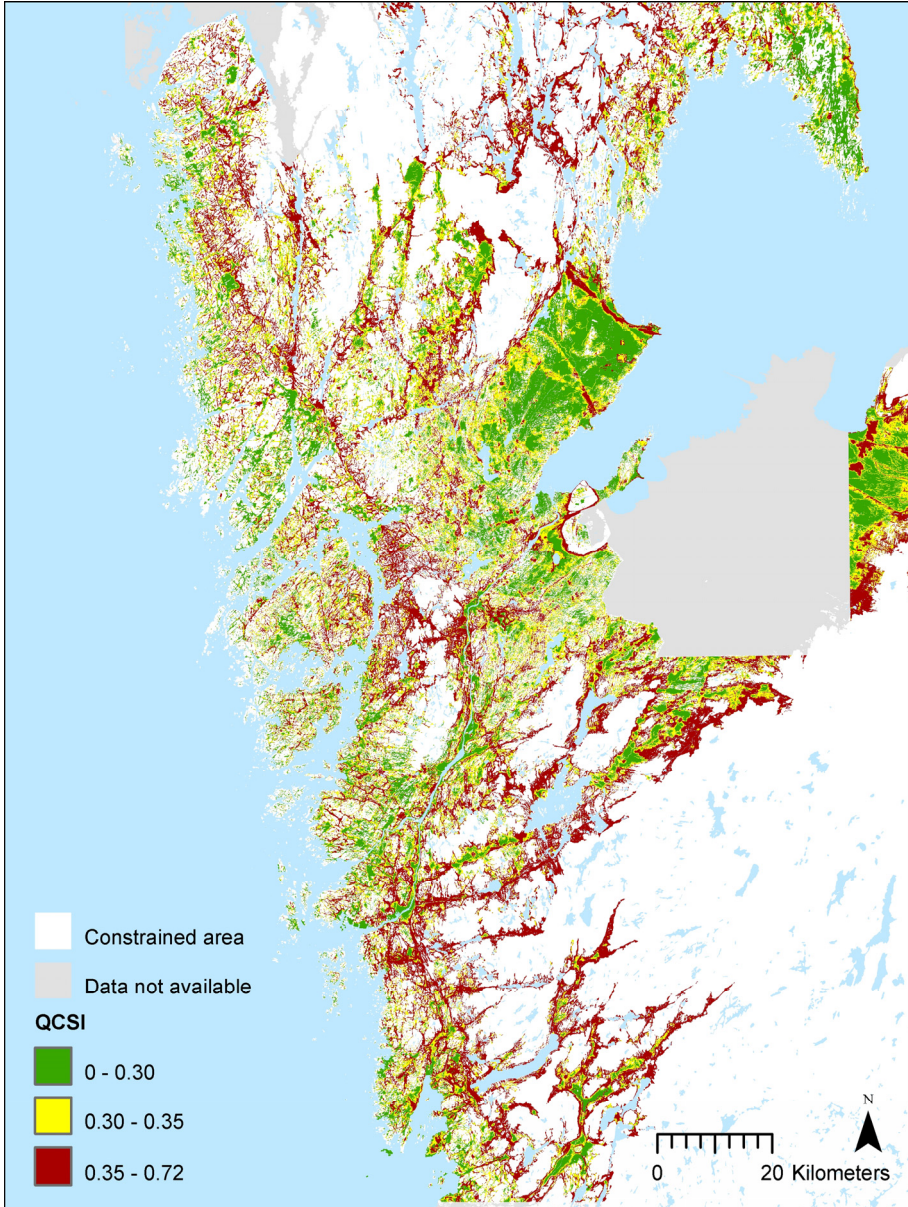 Constrained area
Data not available
QCSI
0 - 0.30
0.30 - 0.35
0.35 - 0.72
N
0 20 Kilometers